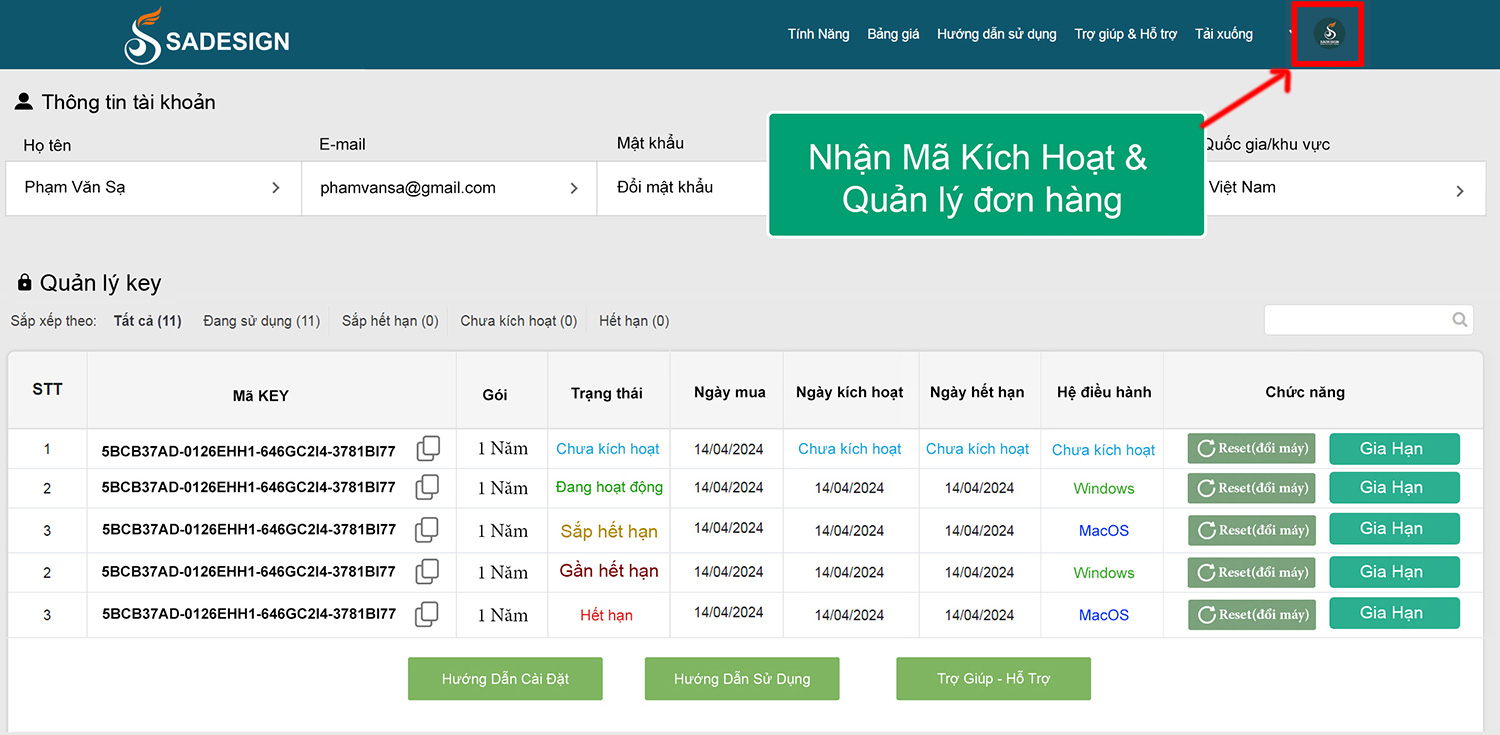 SADESIGN
Tính Năng Bảng giá Hướng dẫn sử dụng Trợ giúp & Hỗ trợ Tải xuống
Thông tin tài khoản
Họ tên E-mail Mật khẩu Quốc gia/khu vực
Phạm Văn Sạ phamvansa@gmail.com Đổi mật khẩu Việt Nam
Nhận Mã Kích Hoạt &
Quản lý đơn hàng
Quản lý key
Sắp xếp theo: Tất cả (11) Đang sử dụng (11) Sắp hết hạn (0) Chưa kích hoạt (0) Hết hạn (0)
STT Mã KEY Gói Trạng thái Ngày mua Ngày kích hoạt Ngày hết hạn Hệ điều hành Chức năng
1 5BCB37AD-0126EHH1-646GC2I4-3781BI77 1 Năm Chưa kích hoạt 14/04/2024 Chưa kích hoạt Chưa kích hoạt Chưa kích hoạt Reset(đổi máy) Gia Hạn
2 5BCB37AD-0126EHH1-646GC2I4-3781BI77 1 Năm Đang hoạt động 14/04/2024 14/04/2024 14/04/2024 Windows Reset(đổi máy) Gia Hạn
3 5BCB37AD-0126EHH1-646GC2I4-3781BI77 1 Năm Sắp hết hạn 14/04/2024 14/04/2024 14/04/2024 MacOS Reset(đổi máy) Gia Hạn
2 5BCB37AD-0126EHH1-646GC2I4-3781BI77 1 Năm Gần hết hạn 14/04/2024 14/04/2024 14/04/2024 Windows Reset(đổi máy) Gia Hạn
3 5BCB37AD-0126EHH1-646GC2I4-3781BI77 1 Năm Hết hạn 14/04/2024 14/04/2024 14/04/2024 MacOS Reset(đổi máy) Gia Hạn
Hướng Dẫn Cài Đặt Hướng Dẫn Sử Dụng Trợ Giúp - Hỗ Trợ